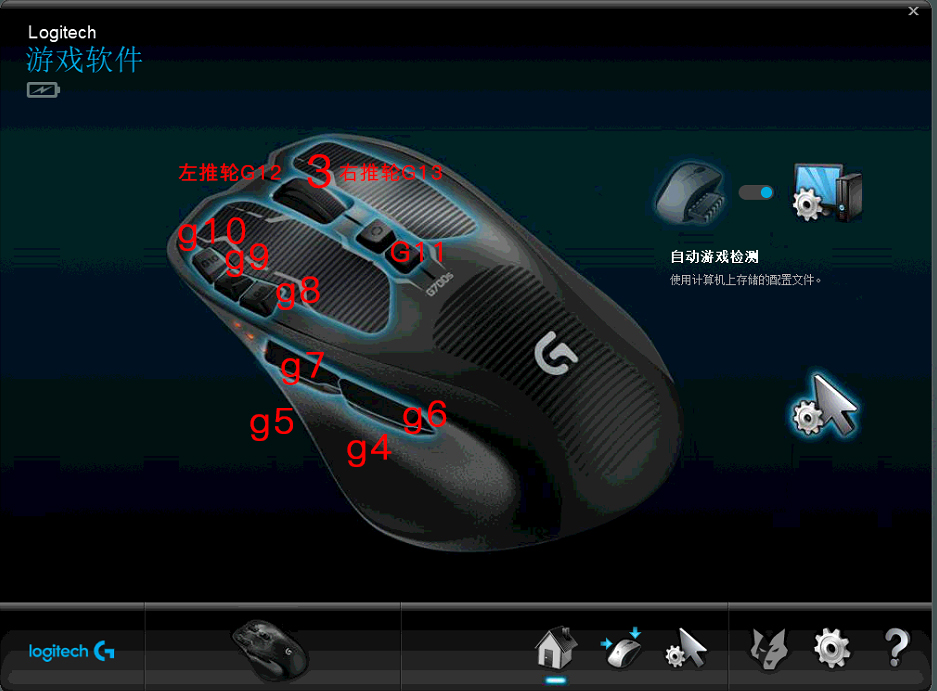 Logitech
游戏软件
左推轮G12
3
右推轮G13
g10
g9
G11
g8
G10
G700s
自动游戏检测
使用计算机上存储的配置文件。
g7
g5
g6
g4
logitech